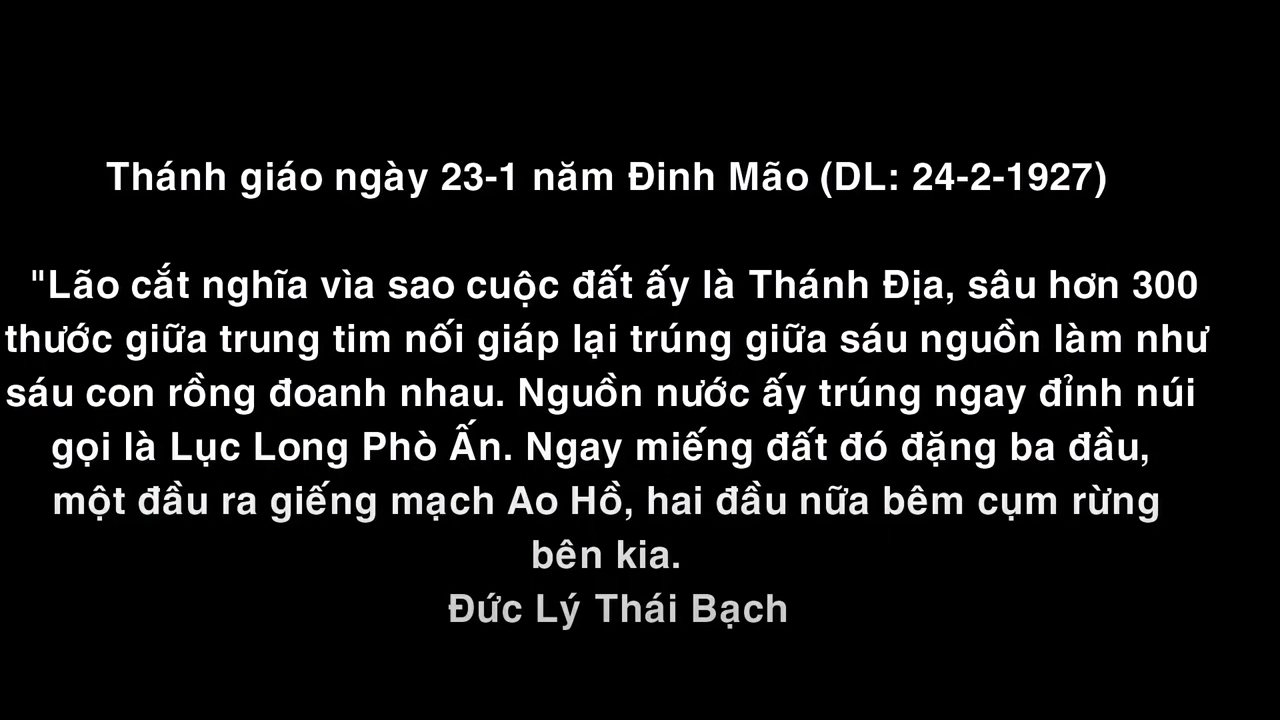 Thánh giáo ngày 23-1 năm Đinh Mão (DL: 24-2-1927)
"Lão cắt nghĩa vìa sao cuộc đất ấy là Thánh Địa, sâu hơn 300
thước giữa trung tim nối giáp lại trúng giữa sáu nguồn làm như
sáu con rồng đoanh nhau. Nguồn nước ấy trúng ngay đỉnh núi
gọi là Lục Long Phò Ấn. Ngay miếng đất đó đặng ba đầu,
một đầu ra giếng mạch Ao Hồ, hai đầu nữa bêm cụm rừng
bên kia.
Đức Lý Thái Bạch